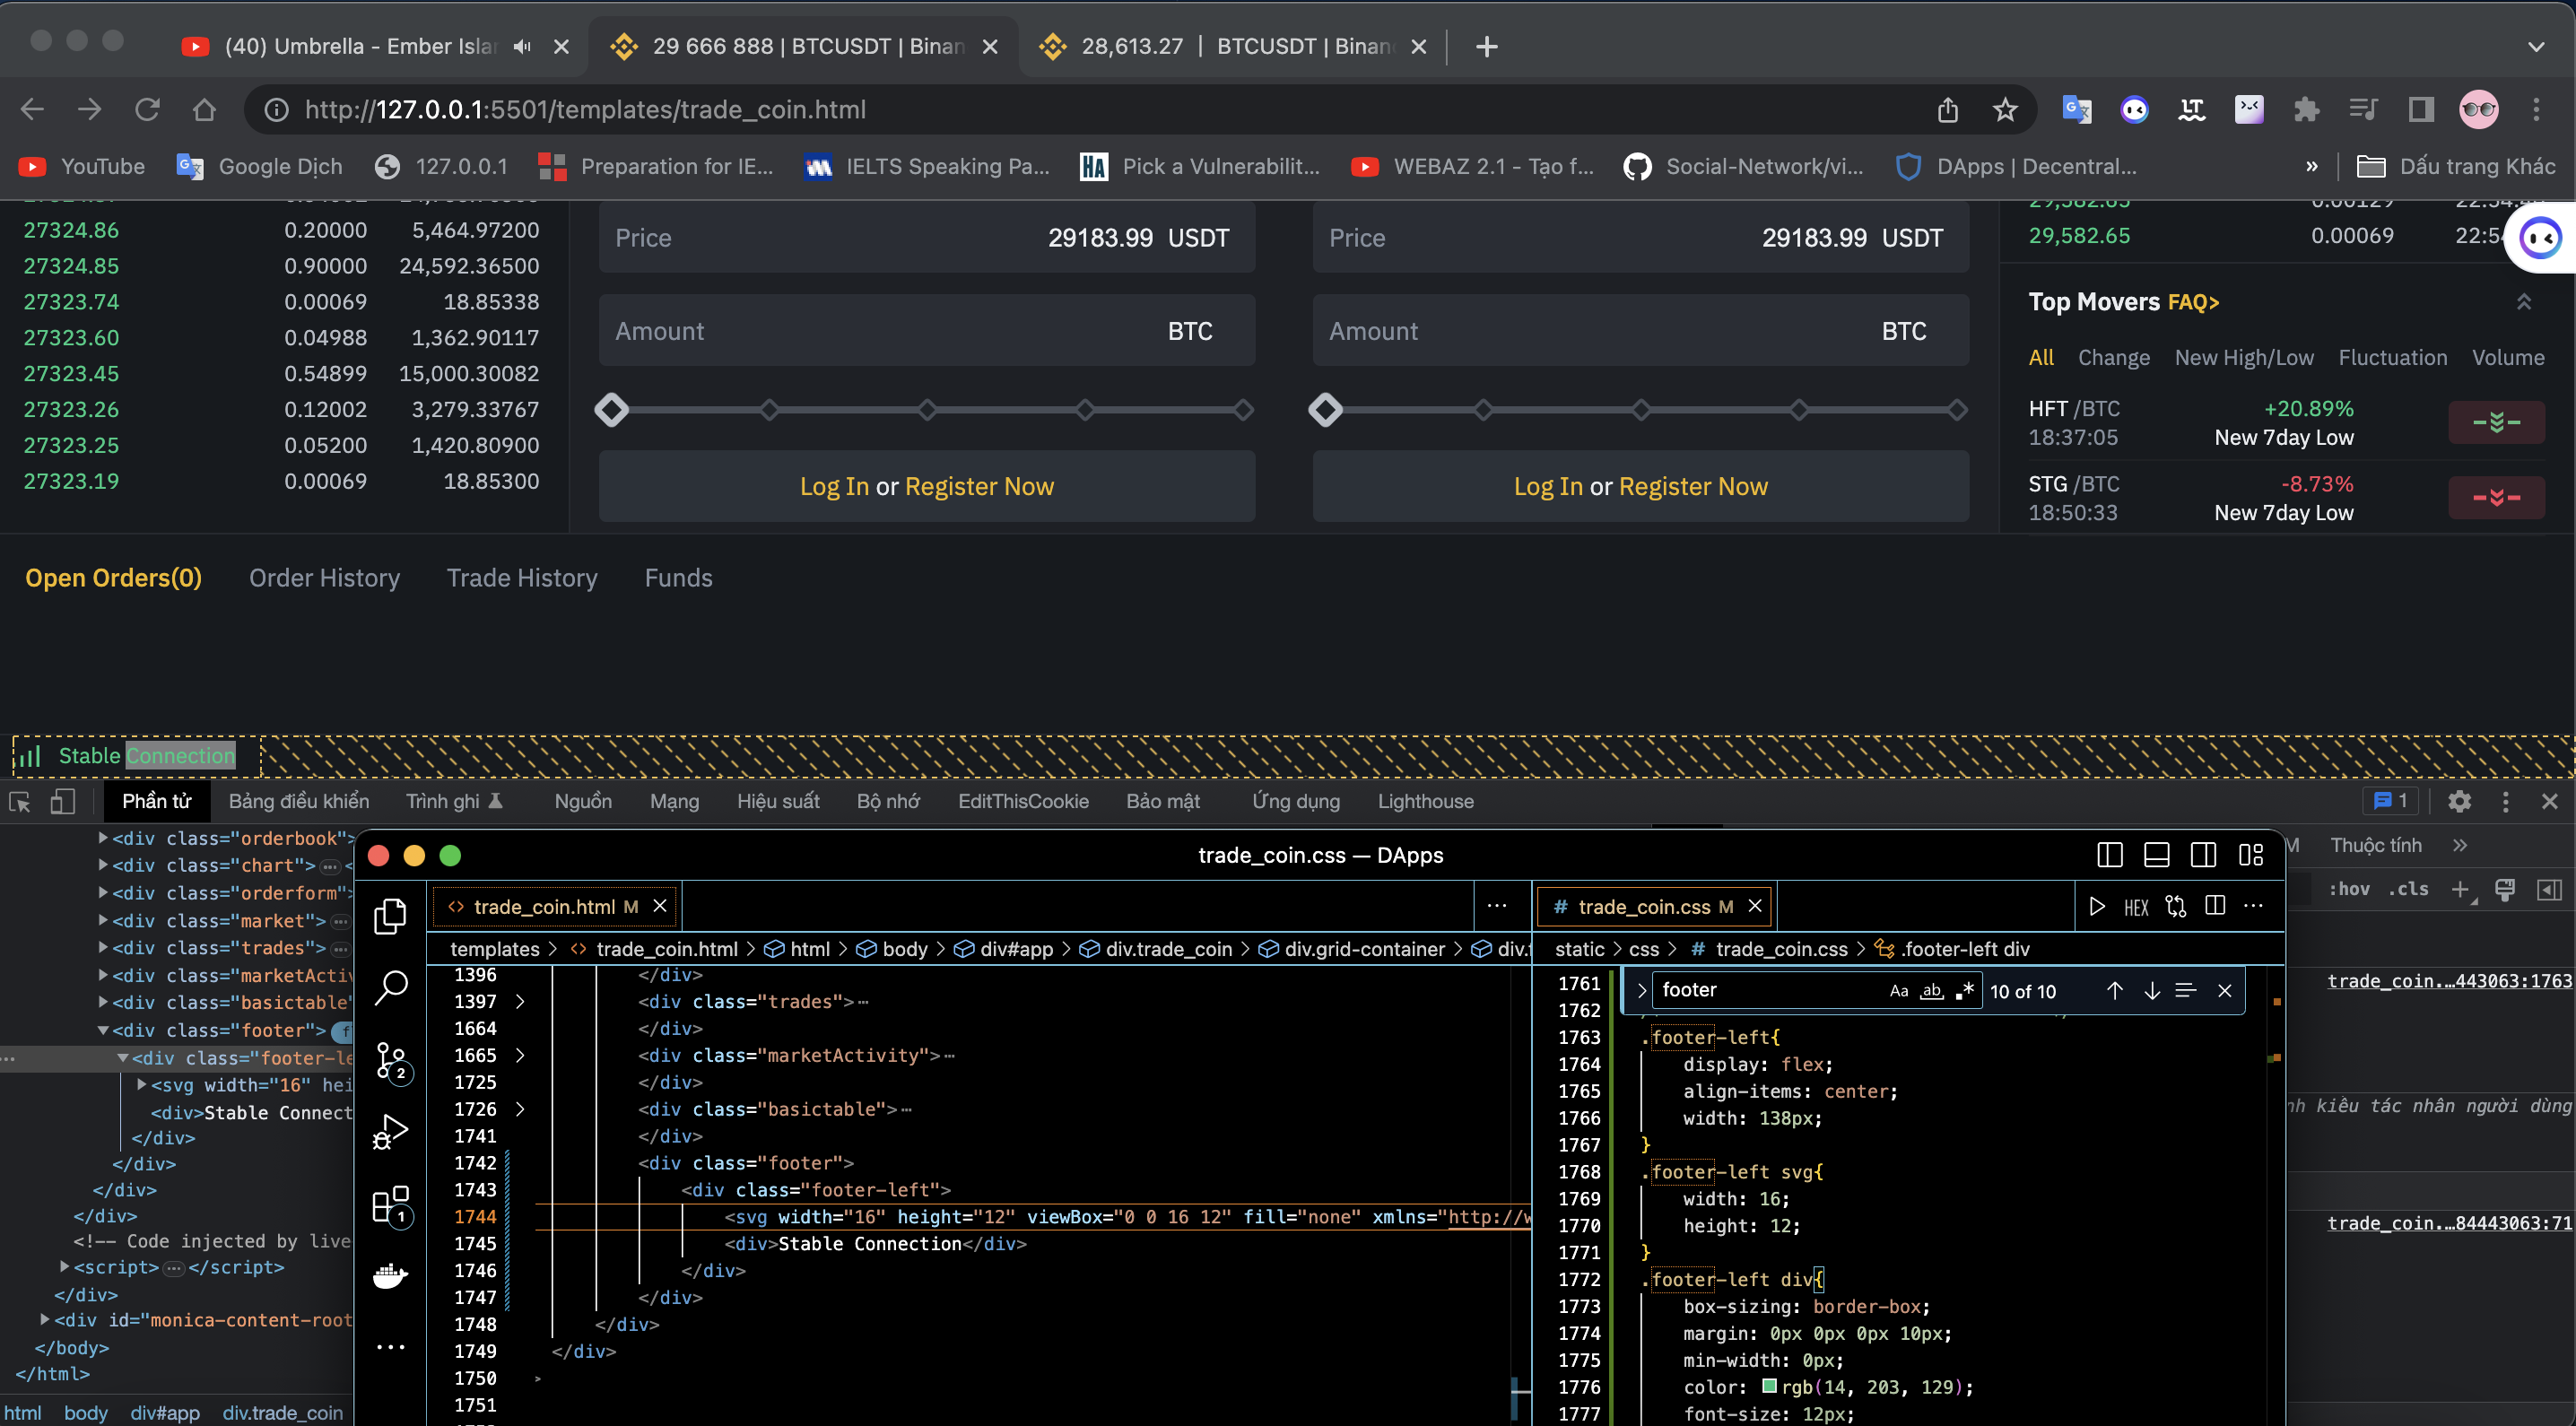 (40) Umbrella - Ember Islan
29 666 888 | BTCUSDT | Binan
28,613.27 | BTCUSDT | Binan
http://127.0.0.1:5501/templates/trade_coin.html
YouTube
Google Dịch
127.0.0.1
Preparation for IE...
IELTS Speaking Pa...
Pick a Vulnerabilit...
WEBAZ 2.1 - Tạo f...
Social-Network/vi...
DApps | Decentral...
»
Dấu trang Khác
27324.86 0.20000 5,464.97200
27324.85 0.90000 24,592.36500
27323.74 0.00069 18.85338
27323.60 0.04988 1,362.90117
27323.45 0.54899 15,000.30082
27323.26 0.12002 3,279.33767
27323.25 0.05200 1,420.80900
27323.19 0.00069 18.85300
Price 29183.99 USDT
Amount BTC
Log In or Register Now
Price 29183.99 USDT
Amount BTC
Log In or Register Now
29,582.65 0.00129
29,582.65 0.00069 22:54
Top Movers FAQ>
All Change New High/Low Fluctuation Volume
HFT /BTC +20.89%
18:37:05 New 7day Low
STG /BTC -8.73%
18:50:33 New 7day Low
Open Orders(0) Order History Trade History Funds
Stable Connection
Phần tử Bảng điều khiển Trình ghi Nguồn Mạng Hiệu suất Bộ nhớ EditThisCookie Bảo mật Ứng dụng Lighthouse 1
<div class="orderbook">
<div class="chart">…<
<div class="orderform"
<div class="market">…
<div class="trades">…
<div class="marketActiv
<div class="basictable"
<div class="footer"> f
<div class="footer-le
<svg width="16" hei
<div>Stable Connect
</div>
</div>
</div>
</div>
<!-- Code injected by live
<script>…</script>
</div>
<div id="monica-content-root
</body>
</html>
html body div#app div.trade_coin
trade_coin.css — DApps
2
1
trade_coin.html M
templates > trade_coin.html > html > body > div#app > div.trade_coin > div.grid-container > div.
1396 </div>
1397 <div class="trades">…
1664 </div>
1665 <div class="marketActivity">…
1725 </div>
1726 <div class="basictable">…
1741 </div>
1742 <div class="footer">
1743 <div class="footer-left">
1744 <svg width="16" height="12" viewBox="0 0 16 12" fill="none" xmlns="http://w
1745 <div>Stable Connection</div>
1746 </div>
1747 </div>
1748 </div>
1749 </div>
1750
1751
# trade_coin.css M
HEX
static > css > # trade_coin.css > .footer-left div
footer Aa ab .* 10 of 10
1761
1762
1763 .footer-left{
1764 display: flex;
1765 align-items: center;
1766 width: 138px;
1767 }
1768 .footer-left svg{
1769 width: 16;
1770 height: 12;
1771 }
1772 .footer-left div{
1773 box-sizing: border-box;
1774 margin: 0px 0px 0px 10px;
1775 min-width: 0px;
1776 color: rgb(14, 203, 129);
1777 font-size: 12px;
M Thuộc tính »
:hov .cls
trade_coin.…443063:1763
nh kiểu tác nhân người dùng
trade_coin.…84443063:71